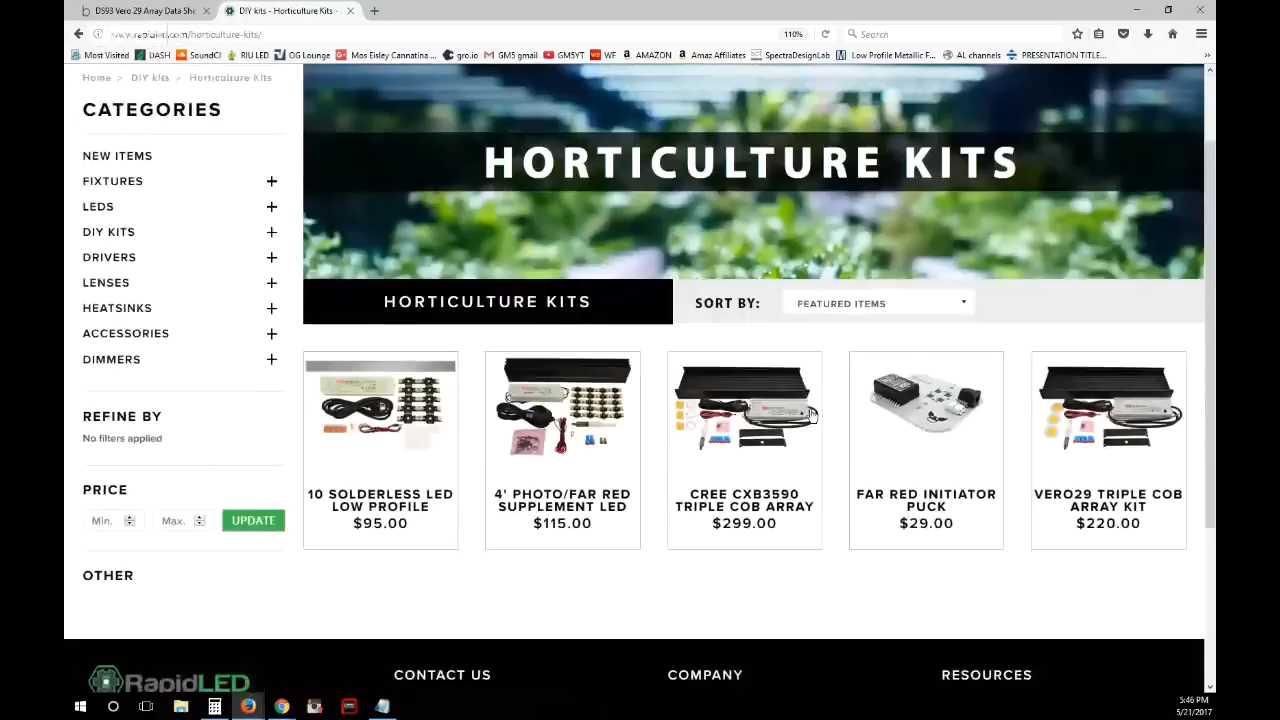 DS93 Vero 29 Array Data She
DIY kits - Horticulture Kits -
/horticulture-kits/
110%
Search
Most Visited
DASH
SoundCl
RIU LED
OG Lounge
Mos Eisley Cannatina ...
gro.io
GM5 gmail
GM5YT
WF
AMAZON
Amaz Affiliates
SpectraDesignLab
Low Profile Metallic F...
AL channels
PRESENTATION TITLE...
Home > DIY kits > Horticulture Kits
CATEGORIES
NEW ITEMS
FIXTURES +
LEDS +
DIY KITS +
DRIVERS +
LENSES +
HEATSINKS +
ACCESSORIES +
DIMMERS +
REFINE BY
No filters applied
PRICE
Min.
Max.
UPDATE
OTHER
HORTICULTURE KITS
HORTICULTURE KITS
SORT BY:
FEATURED ITEMS
10 SOLDERLESS LED
LOW PROFILE
$95.00
4' PHOTO/FAR RED
SUPPLEMENT LED
$115.00
CREE CXB3590
TRIPLE COB ARRAY
$299.00
FAR RED INITIATOR
PUCK
$29.00
VERO29 TRIPLE COB
ARRAY KIT
$220.00
RapidLED
CONTACT US
COMPANY
RESOURCES
5:46 PM
5/21/2017